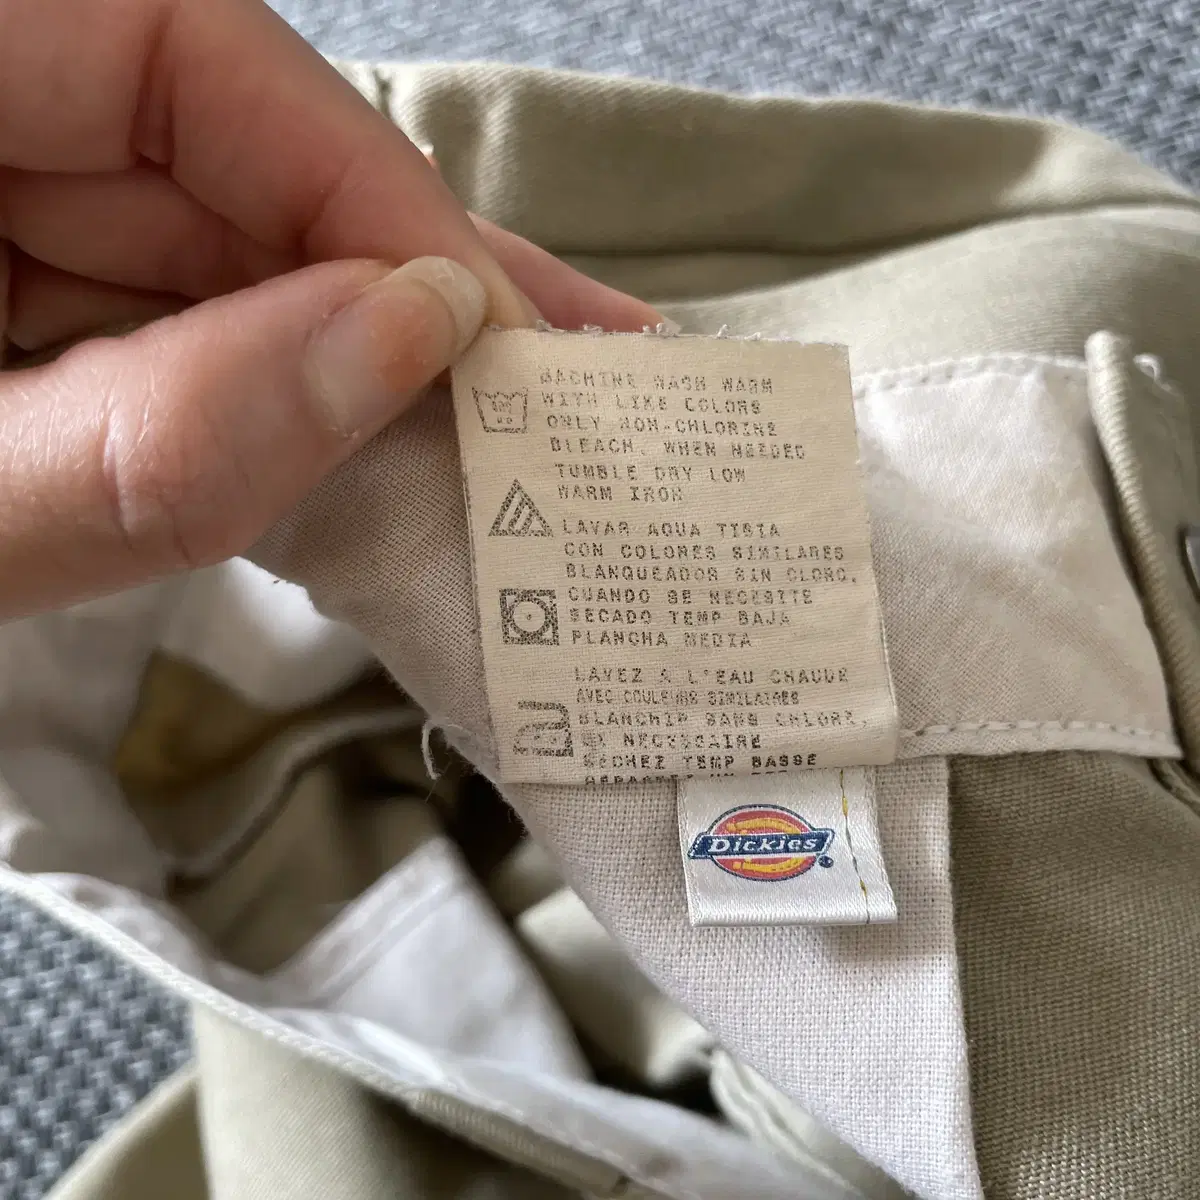 MACHINE WASH WARM
WITH LIKE COLORS
ONLY NON-CHLORINE
BLEACH, WHEN NEEDED
TUMBLE DRY LOW
WARM IRON
LAVAR AQUA TIBIA
CON COLORES SIMILARES
BLANQUEADOR SIN CLORO,
CUANDO SE NECESITE
SECADO TEMP BAJA
PLANCHA MEDIA
LAVEZ A L'EAU CHAUDE
AVEC COULEURS SIMILAIRES
BLANCHIR SANS CHLORE,
SI NECESSAIRE
SECHEZ TEMP BASSE
Dickies